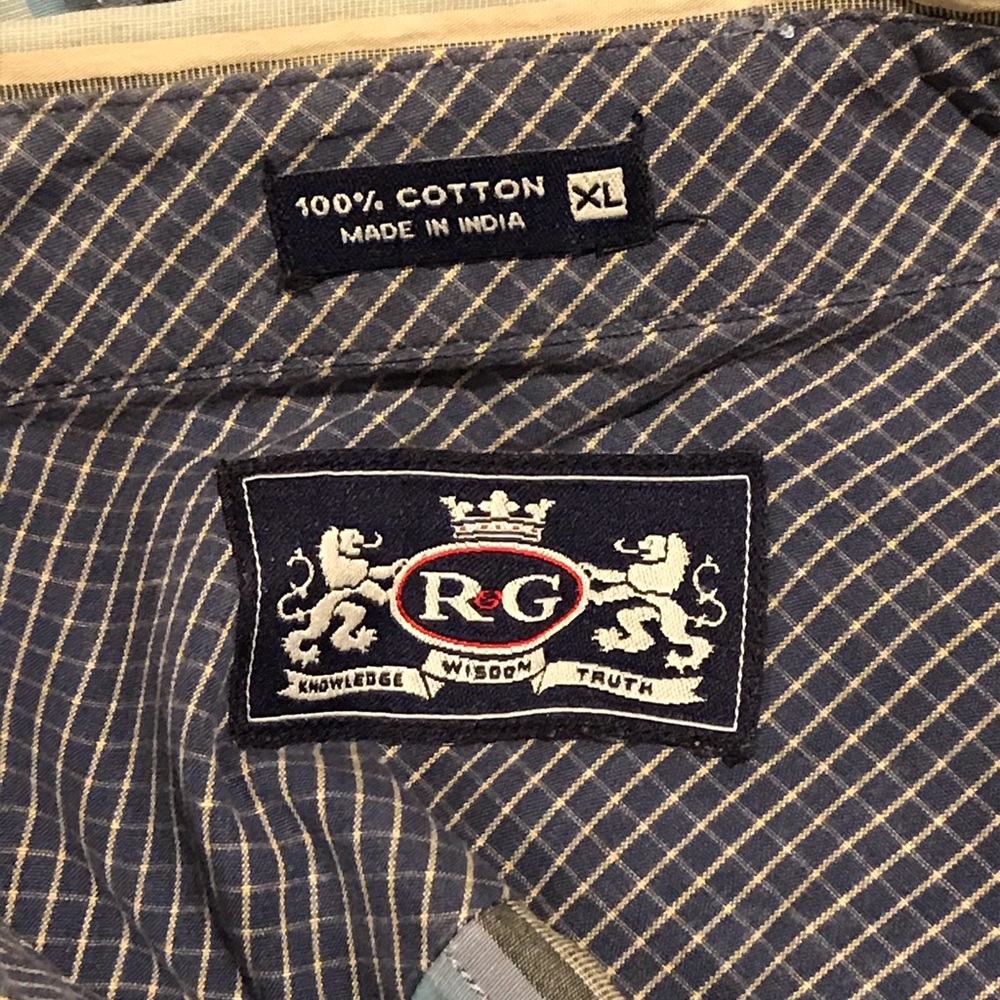 100% COTTON XL
MADE IN INDIA
R&G
KNOWLEDGE WISDOM TRUTH